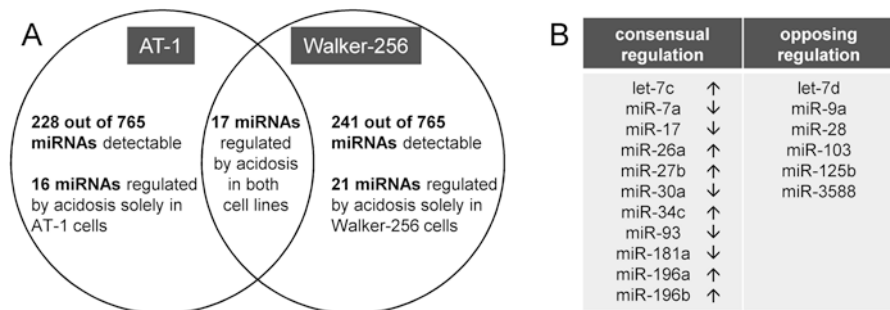 A
AT-1
Walker-256
228 out of 765
miRNAs detectable
16 miRNAs regulated
by acidosis solely in
AT-1 cells
17 miRNAs
regulated
by acidosis
in both
cell lines
241 out of 765
miRNAs detectable
21 miRNAs regulated
by acidosis solely in
Walker-256 cells
B
consensual
regulation
opposing
regulation
let-7c ↑
let-7d
miR-7a ↓
miR-9a
miR-17 ↓
miR-28
miR-26a ↑
miR-103
miR-27b ↑
miR-125b
miR-30a ↓
miR-3588
miR-34c ↑
miR-93 ↓
miR-181a ↓
miR-196a ↑
miR-196b ↑